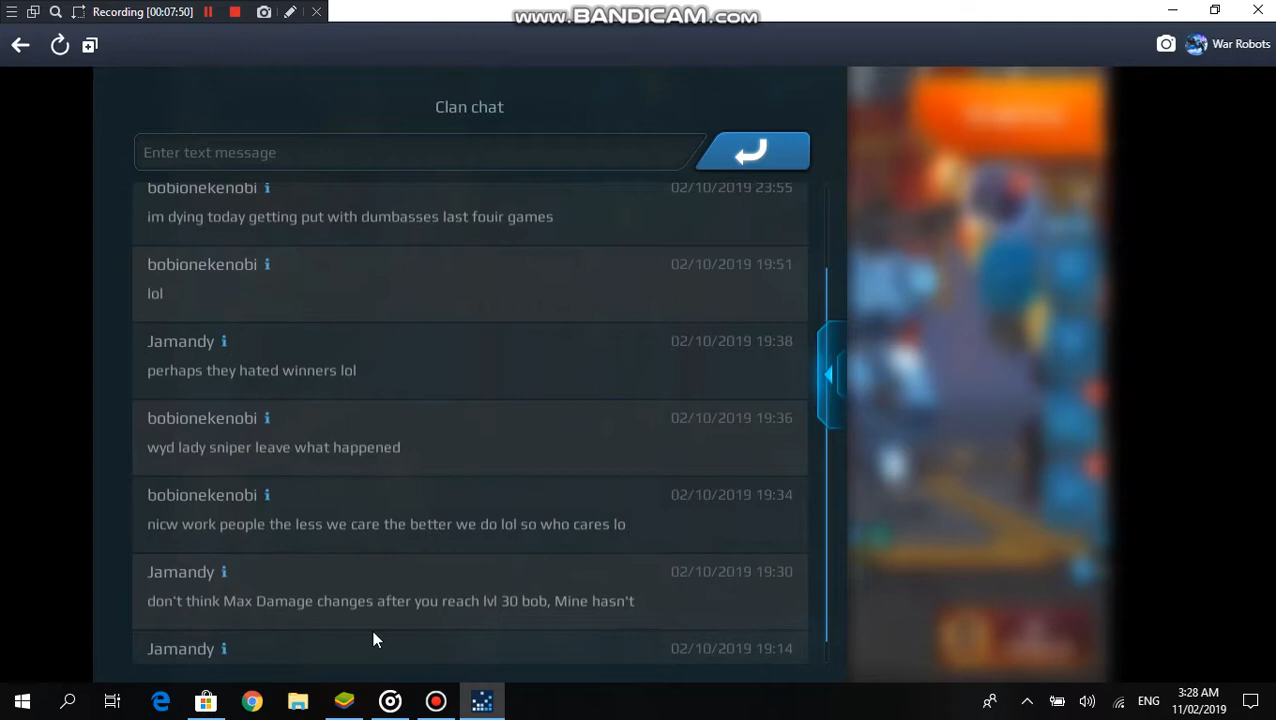 Recording [00:07:50]
WWW.BANDICAM.COM
War Robots
Clan chat
Enter text message
bobionekenobi 02/10/2019 23:55
im dying today getting put with dumbasses last fouir games
bobionekenobi 02/10/2019 19:51
lol
Jamandy 02/10/2019 19:38
perhaps they hated winners lol
bobionekenobi 02/10/2019 19:36
wyd lady sniper leave what happened
bobionekenobi 02/10/2019 19:34
nicw work people the less we care the better we do lol so who cares lo
Jamandy 02/10/2019 19:30
don't think Max Damage changes after you reach lvl 30 bob, Mine hasn't
Jamandy 02/10/2019 19:14
ENG
3:28 AM
11/02/2019